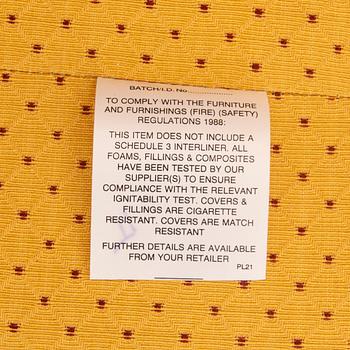 BATCH/I.D. No.....................
TO COMPLY WITH THE FURNITURE
AND FURNISHINGS (FIRE) (SAFETY)
REGULATIONS 1988:
THIS ITEM DOES NOT INCLUDE A
SCHEDULE 3 INTERLINER. ALL
FOAMS, FILLINGS & COMPOSITES
HAVE BEEN TESTED BY OUR
SUPPLIER(S) TO ENSURE
COMPLIANCE WITH THE RELEVANT
IGNITABILITY TEST. COVERS &
FILLINGS ARE CIGARETTE
RESISTANT. COVERS ARE MATCH
RESISTANT
FURTHER DETAILS ARE AVAILABLE
FROM YOUR RETAILER
PL21